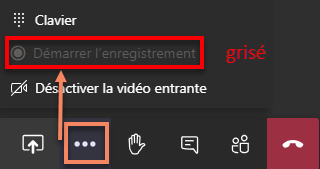 Clavier
Démarrer l'enregistrement grisé
Désactiver la vidéo entrante